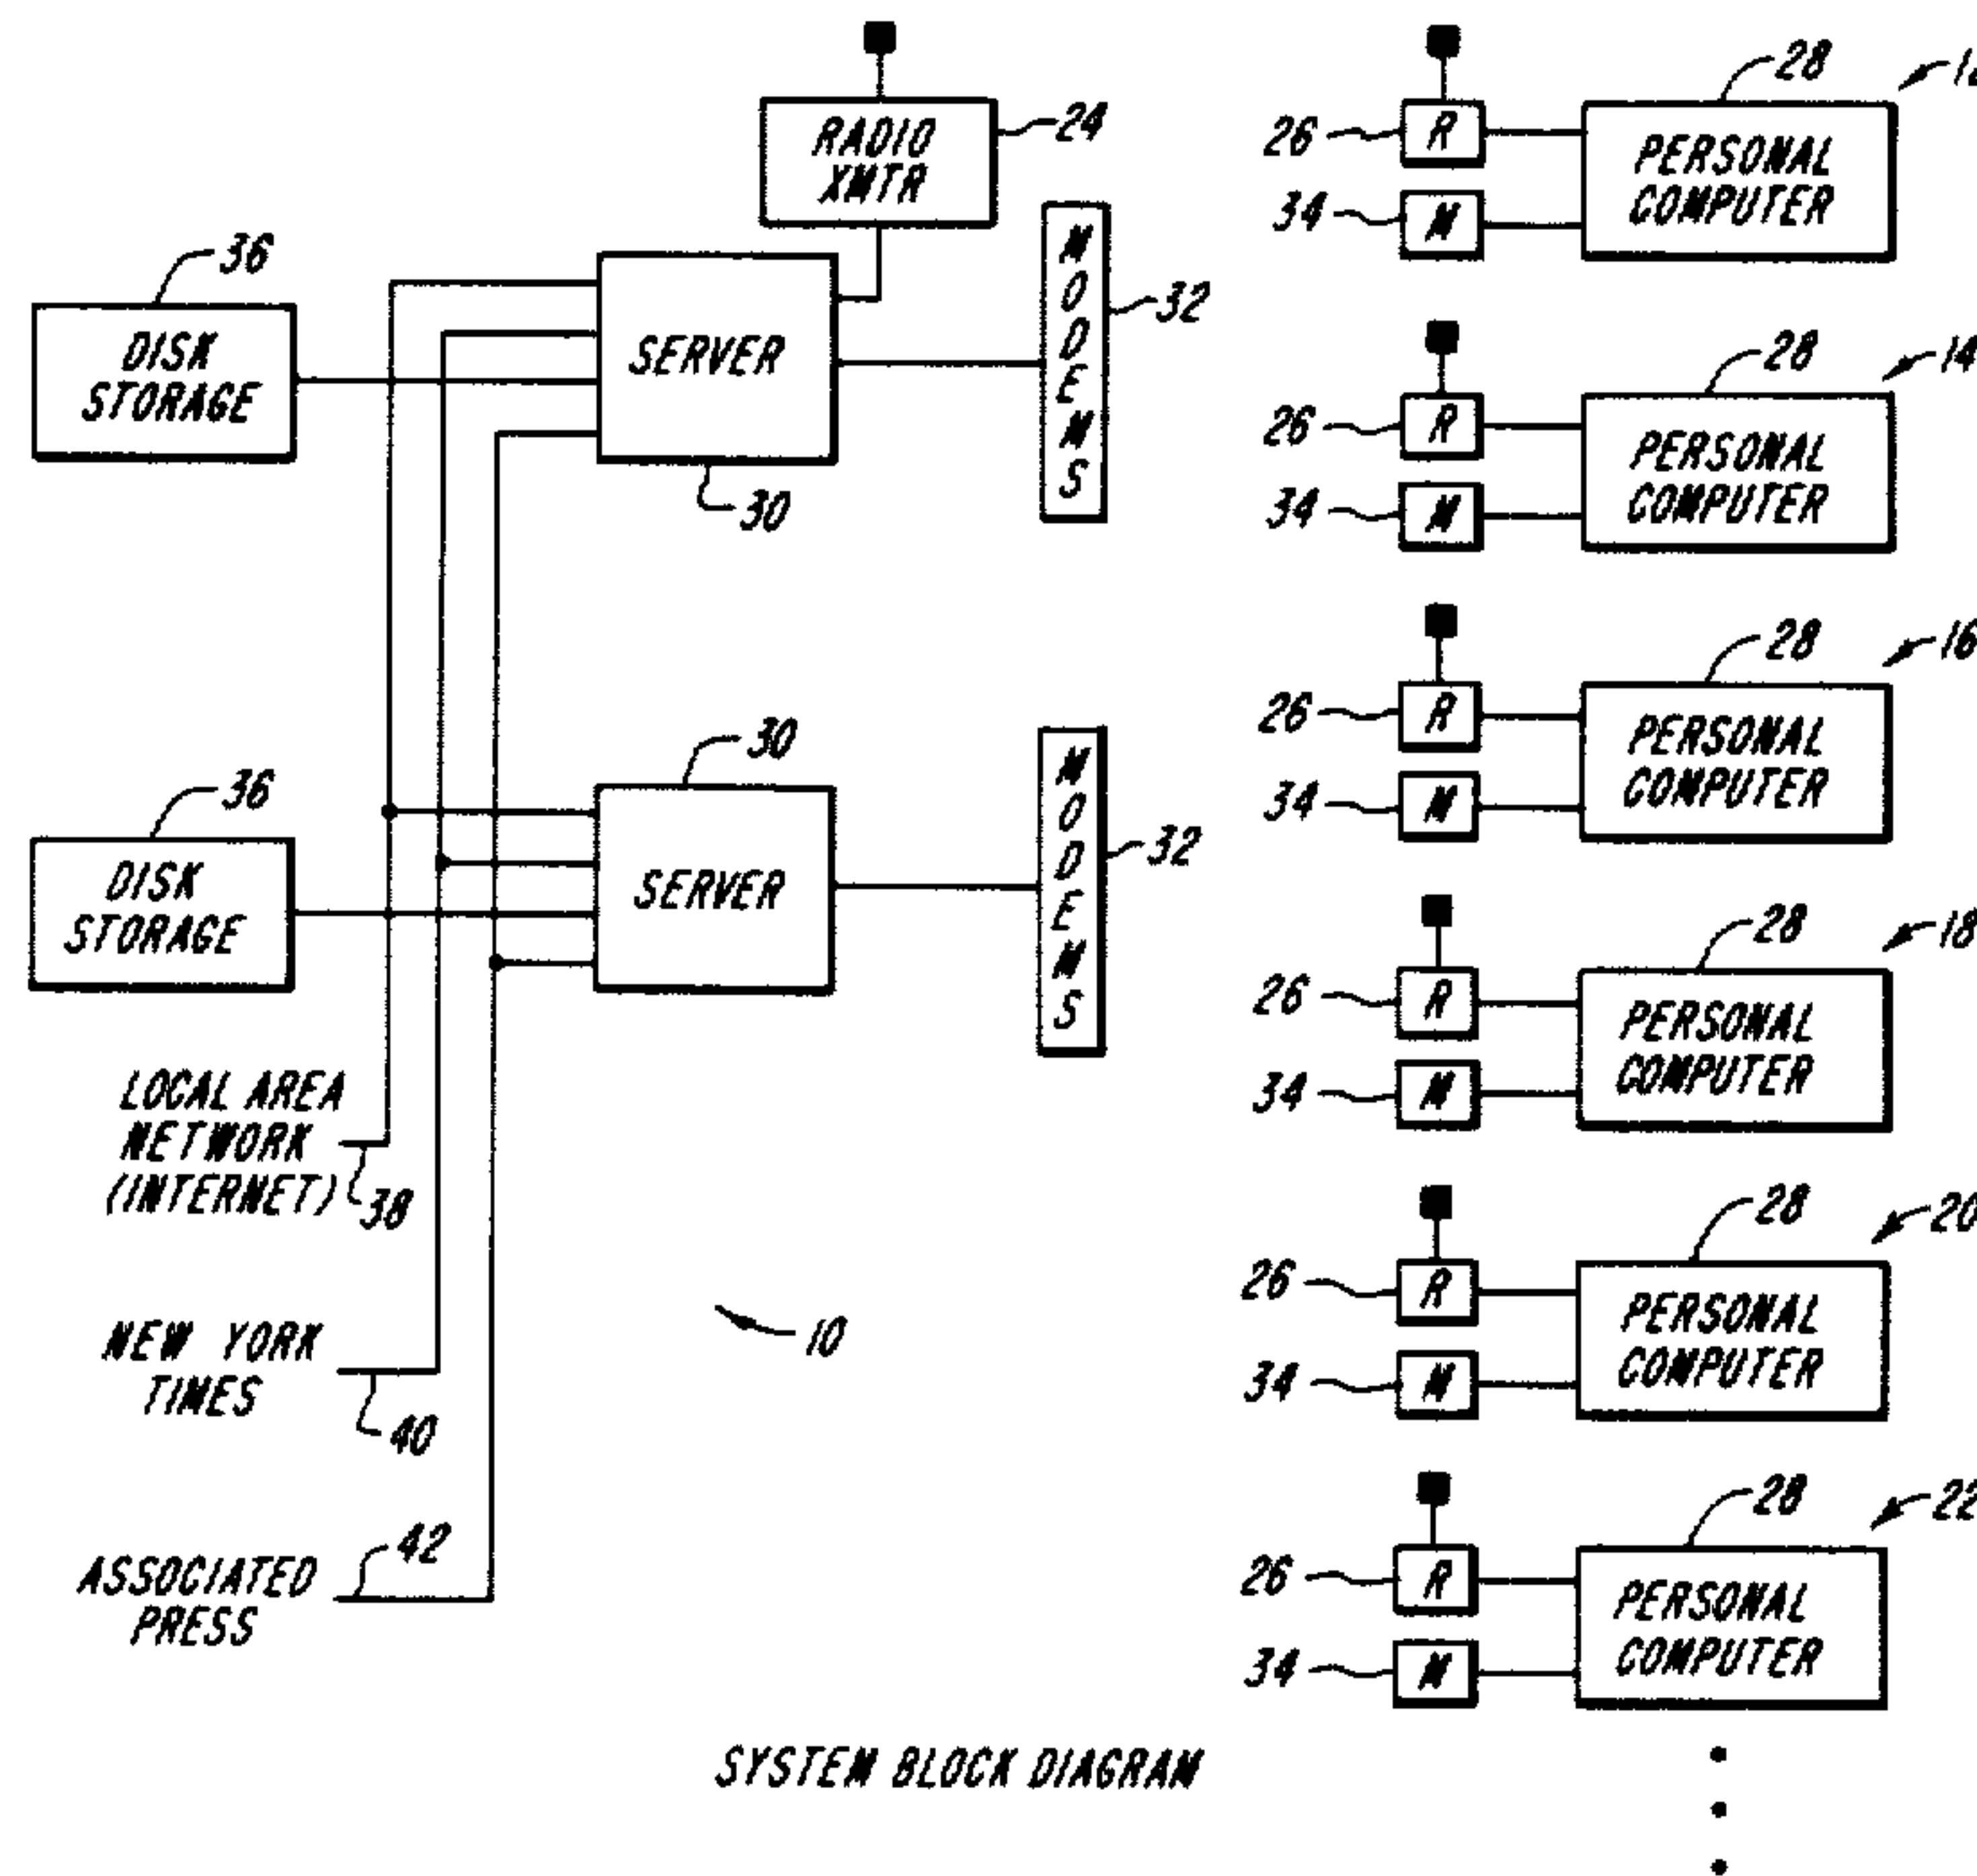 RADIO
XMTR
24
36
DISK
STORAGE
SERVER
30
MODEMS
32
36
DISK
STORAGE
30
SERVER
MODEMS
32
LOCAL AREA
NETWORK
(INTERNET)
38
NEW YORK
TIMES
40
ASSOCIATED
PRESS
42
10
28
26
R
34
M
PERSONAL
COMPUTER
28
14
26
R
34
M
PERSONAL
COMPUTER
28
16
26
R
34
M
PERSONAL
COMPUTER
28
18
26
R
34
M
PERSONAL
COMPUTER
28
20
26
R
34
M
PERSONAL
COMPUTER
28
22
26
R
34
M
PERSONAL
COMPUTER
SYSTEM BLOCK DIAGRAM